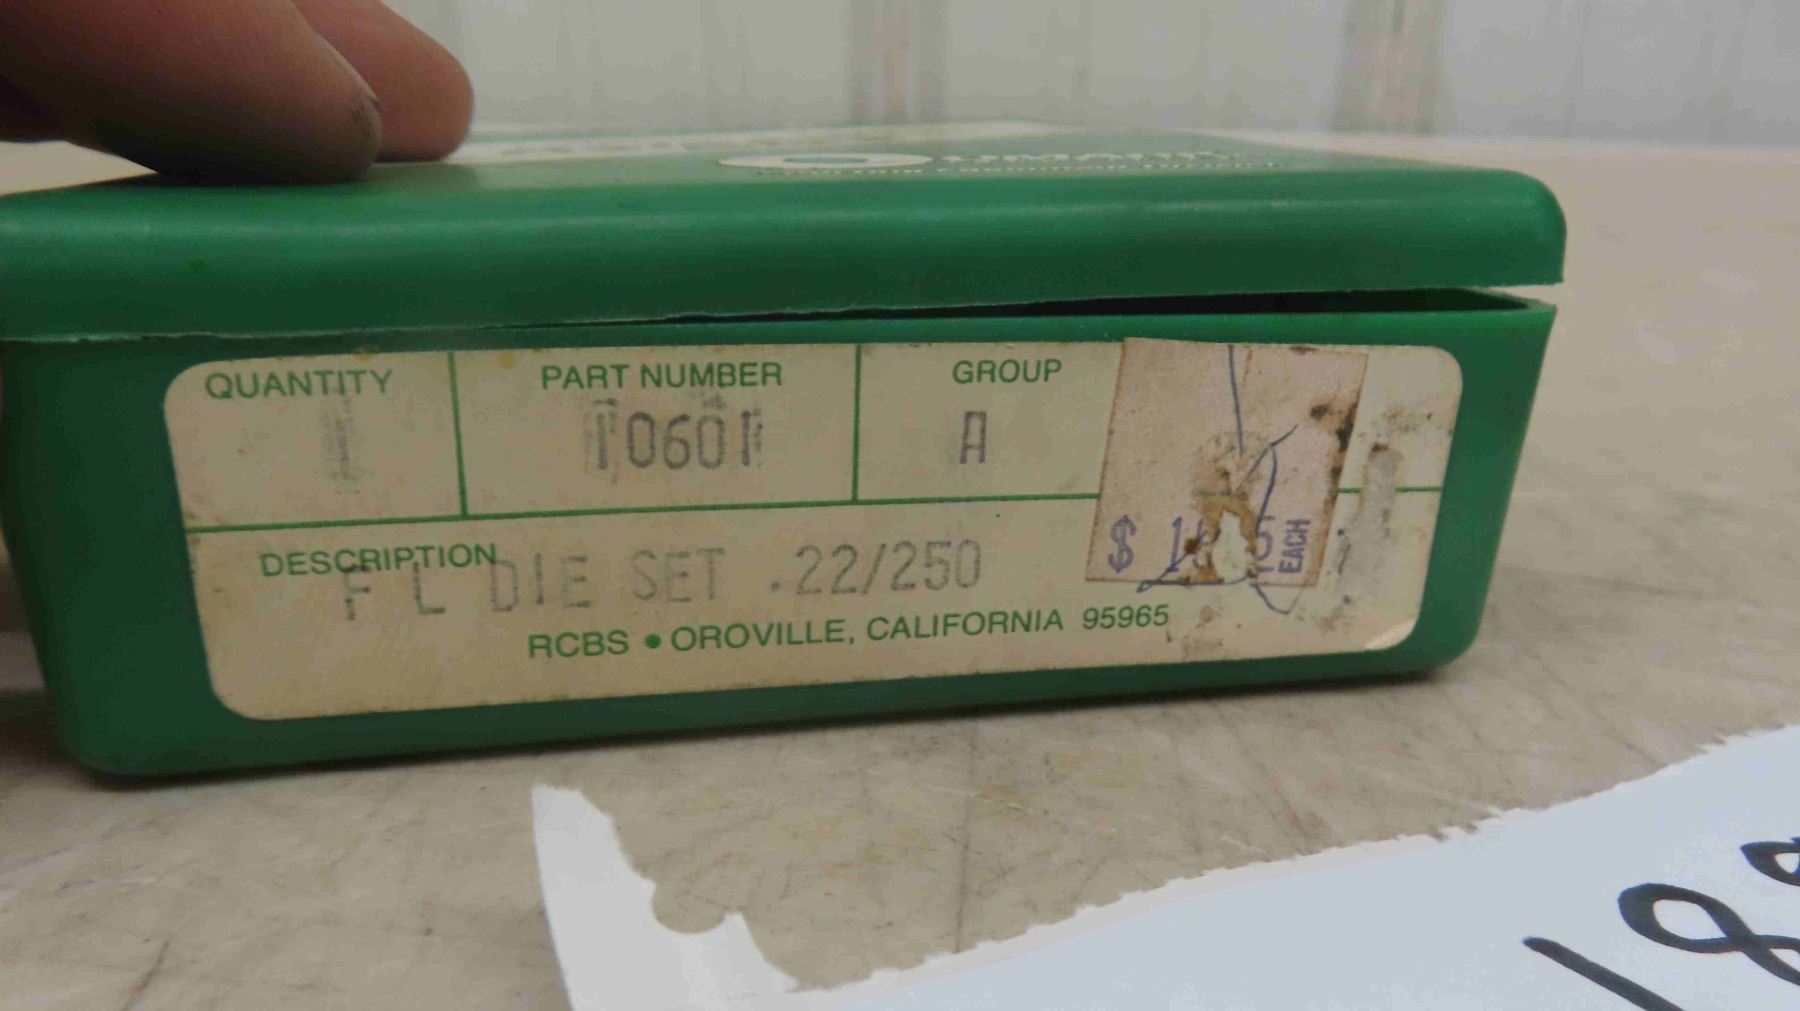 QUANTITY PART NUMBER GROUP
1 10601 A
DESCRIPTION
F L DIE SET .22/250
EACH
RCBS • OROVILLE, CALIFORNIA 95965